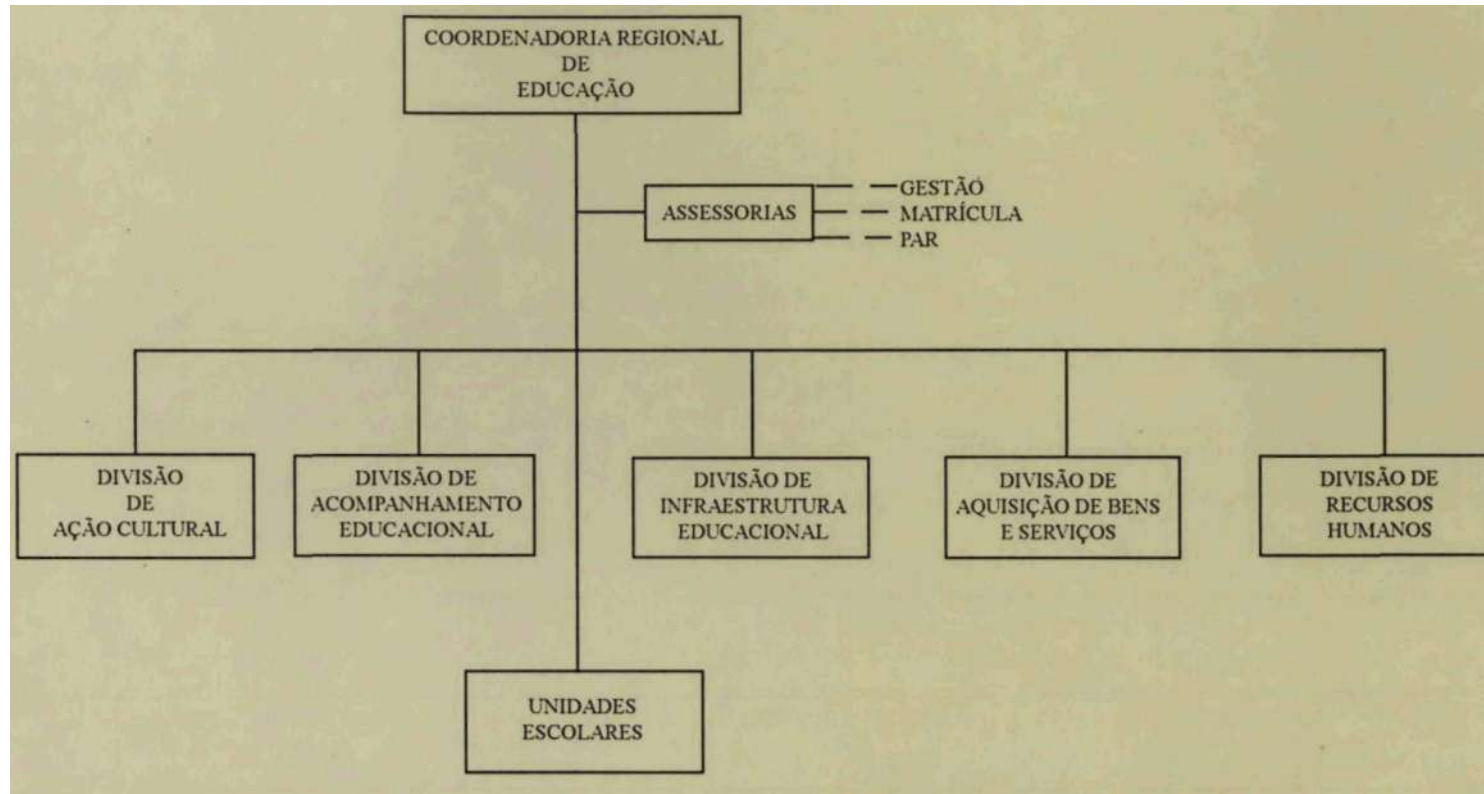 COORDENADORIA REGIONAL
DE
EDUCAÇÃO
ASSESSORIAS
GESTÃO
MATRÍCULA
PAR
DIVISÃO
DE
AÇÃO CULTURAL
DIVISÃO DE
ACOMPANHAMENTO
EDUCACIONAL
DIVISÃO DE
INFRAESTRUTURA
EDUCACIONAL
DIVISÃO DE
AQUISIÇÃO DE BENS
E SERVIÇOS
DIVISÃO DE
RECURSOS
HUMANOS
UNIDADES
ESCOLARES